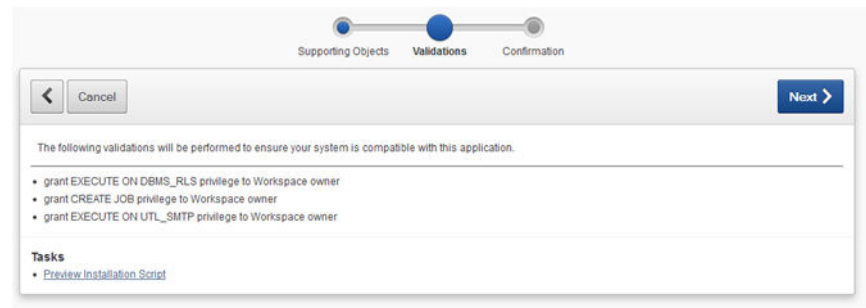 Supporting Objects Validations Confirmation
Cancel Next
The following validations will be performed to ensure your system is compatible with this application.
grant EXECUTE ON DBMS_RLS privilege to Workspace owner
grant CREATE JOB privilege to Workspace owner
grant EXECUTE ON UTL_SMTP privilege to Workspace owner
Tasks
Preview Installation Script